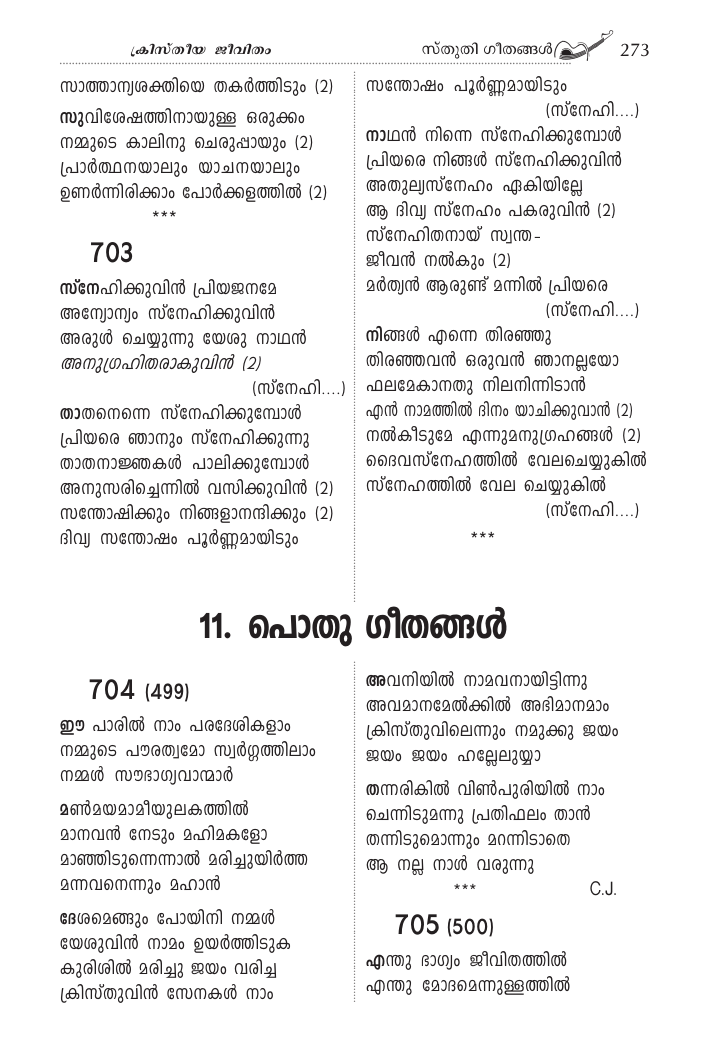 ക്രിസ്തീയ ജീവിതം
സ്തുതി ഗീതങ്ങൾ 273
സാത്താന്യശക്തിയെ തകർത്തിടും (2)
സുവിശേഷത്തിനായുള്ള ഒരുക്കം
നമ്മുടെ കാലിനു ചെരുപ്പായും (2)
പ്രാർത്ഥനയാലും യാചനയാലും
ഉണർന്നിരിക്കാം പോർക്കളത്തിൽ (2)
***
703
സ്നേഹിക്കുവിൻ പ്രിയജനമേ
അന്യോന്യം സ്നേഹിക്കുവിൻ
അരുൾ ചെയ്യുന്നു യേശു നാഥൻ
അനുഗ്രഹിതരാകുവിൻ (2)
(സ്നേഹി....)
താതനെന്നെ സ്നേഹിക്കുമ്പോൾ
പ്രിയരെ ഞാനും സ്നേഹിക്കുന്നു
താതനാജ്ഞകൾ പാലിക്കുമ്പോൾ
അനുസരിച്ചെന്നിൽ വസിക്കുവിൻ (2)
സന്തോഷിക്കും നിങ്ങളാനന്ദിക്കും (2)
ദിവ്യ സന്തോഷം പൂർണ്ണമായിടും
സന്തോഷം പൂർണ്ണമായിടും
(സ്നേഹി....)
നാഥൻ നിന്നെ സ്നേഹിക്കുമ്പോൾ
പ്രിയരെ നിങ്ങൾ സ്നേഹിക്കുവിൻ
അതുല്യസ്നേഹം ഏകിയില്ലേ
ആ ദിവ്യ സ്നേഹം പകരുവിൻ (2)
സ്നേഹിതനായ് സ്വന്ത-
ജീവൻ നൽകും (2)
മർത്യൻ ആരുണ്ട് മന്നിൽ പ്രിയരെ
(സ്നേഹി....)
നിങ്ങൾ എന്നെ തിരഞ്ഞു
തിരഞ്ഞവൻ ഒരുവൻ ഞാനല്ലയോ
ഫലമേകാനതു നിലനിന്നിടാൻ
എൻ നാമത്തിൽ ദിനം യാചിക്കുവാൻ (2)
നൽകീടുമേ എന്നുമനുഗ്രഹങ്ങൾ (2)
ദൈവസ്നേഹത്തിൽ വേലചെയ്യുകിൽ
സ്നേഹത്തിൽ വേല ചെയ്യുകിൽ
(സ്നേഹി....)
***
11. പൊതു ഗീതങ്ങൾ
704 (499)
ഈ പാരിൽ നാം പരദേശികളാം
നമ്മുടെ പൗരത്വമോ സ്വർഗ്ഗത്തിലാം
നമ്മൾ സൗഭാഗ്യവാന്മാർ
മൺമയമാമീയുലകത്തിൽ
മാനവൻ നേടും മഹിമകളോ
മാഞ്ഞിടുന്നെന്നാൽ മരിച്ചുയിർത്ത
മന്നവനെന്നും മഹാൻ
ദേശമെങ്ങും പോയിനി നമ്മൾ
യേശുവിൻ നാമം ഉയർത്തിടുക
കുരിശിൽ മരിച്ചു ജയം വരിച്ച
ക്രിസ്തുവിൻ സേനകൾ നാം
അവനിയിൽ നാമവനായിട്ടിന്നു
അവമാനമേൽക്കിൽ അഭിമാനമാം
ക്രിസ്തുവിലെന്നും നമുക്കു ജയം
ജയം ജയം ഹല്ലേലുയ്യാ
തന്നരികിൽ വിൺപുരിയിൽ നാം
ചെന്നിടുമന്നു പ്രതിഫലം താൻ
തന്നിടുമൊന്നും മറന്നിടാതെ
ആ നല്ല നാൾ വരുന്നു
*** C.J.
705 (500)
എന്തു ഭാഗ്യം ജീവിതത്തിൽ
എന്തു മോദമെന്നുള്ളത്തിൽ